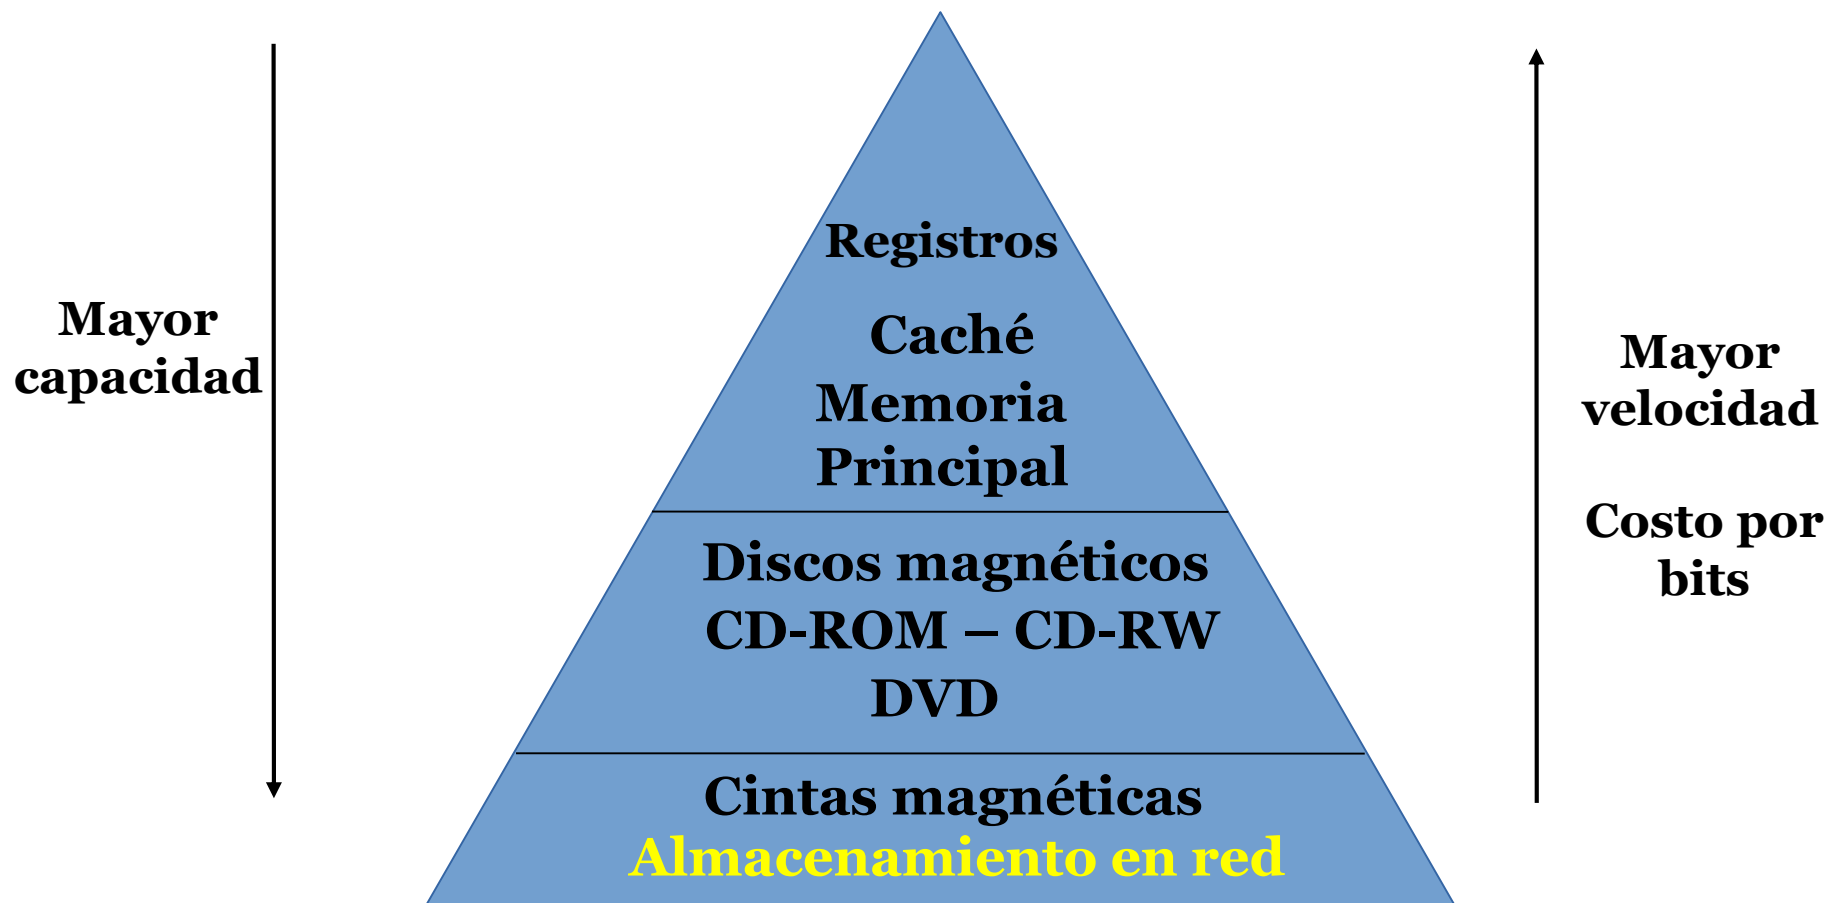 Mayor
capacidad
Registros
Caché
Memoria
Principal
Discos magnéticos
CD-ROM – CD-RW
DVD
Cintas magnéticas
Almacenamiento en red
Mayor
velocidad
Costo por
bits